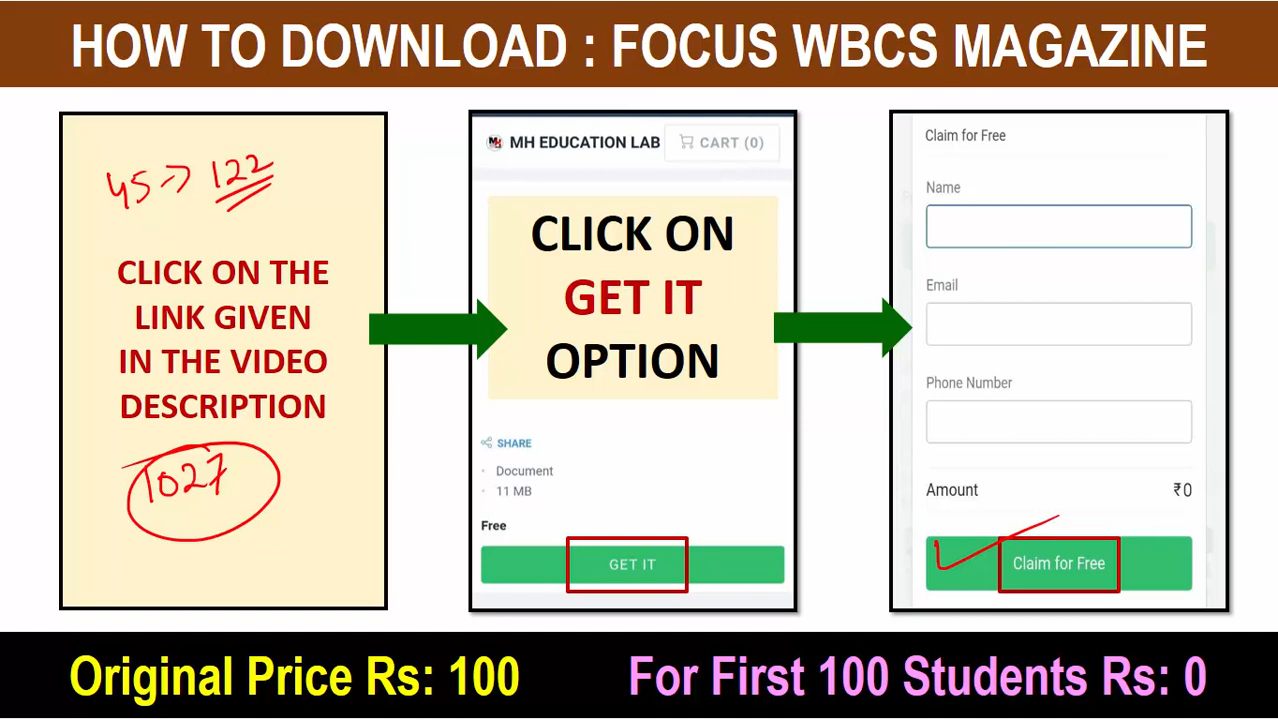 HOW TO DOWNLOAD : FOCUS WBCS MAGAZINE
45 -> 122
CLICK ON THE
LINK GIVEN
IN THE VIDEO
DESCRIPTION
1027
MH EDUCATION LAB
CART (0)
CLICK ON
GET IT
OPTION
SHARE
Document
11 MB
Free
GET IT
Claim for Free
Name
Email
Phone Number
Amount ₹0
Claim for Free
Original Price Rs: 100
For First 100 Students Rs: 0